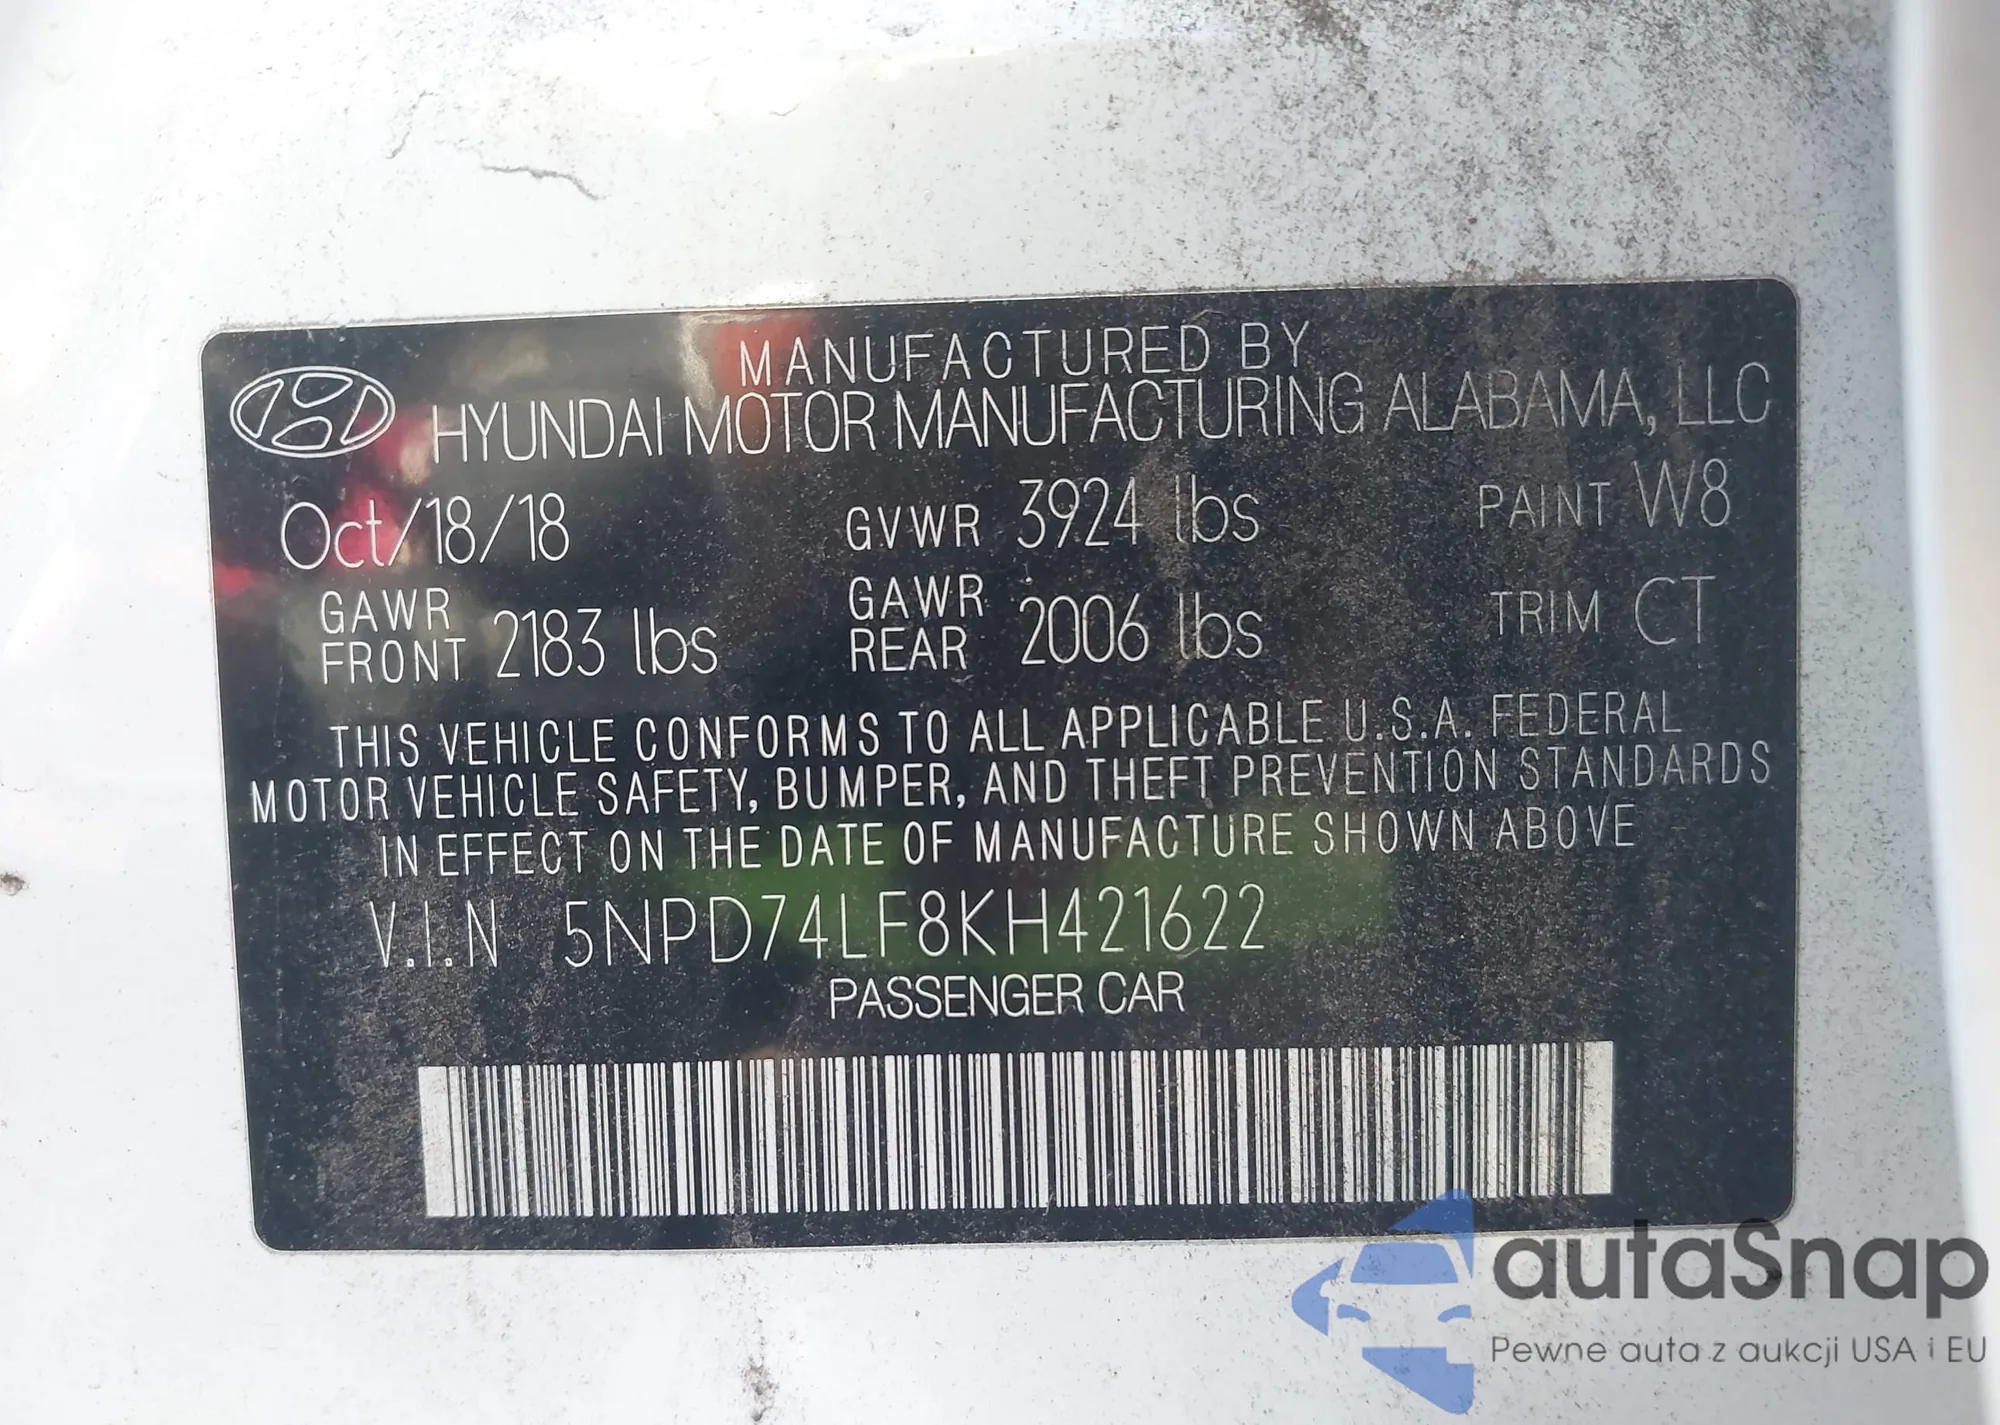 MANUFACTURED BY
HYUNDAI MOTOR MANUFACTURING ALABAMA, LLC
Oct/18/18 GVWR 3924 lbs PAINT W8
GAWR FRONT 2183 lbs GAWR REAR 2006 lbs TRIM CT
THIS VEHICLE CONFORMS TO ALL APPLICABLE U.S.A. FEDERAL
MOTOR VEHICLE SAFETY, BUMPER, AND THEFT PREVENTION STANDARDS
IN EFFECT ON THE DATE OF MANUFACTURE SHOWN ABOVE
V.I.N 5NPD74LF8KH421622
PASSENGER CAR
autaSnap
Pewne auta z aukcji USA i EU